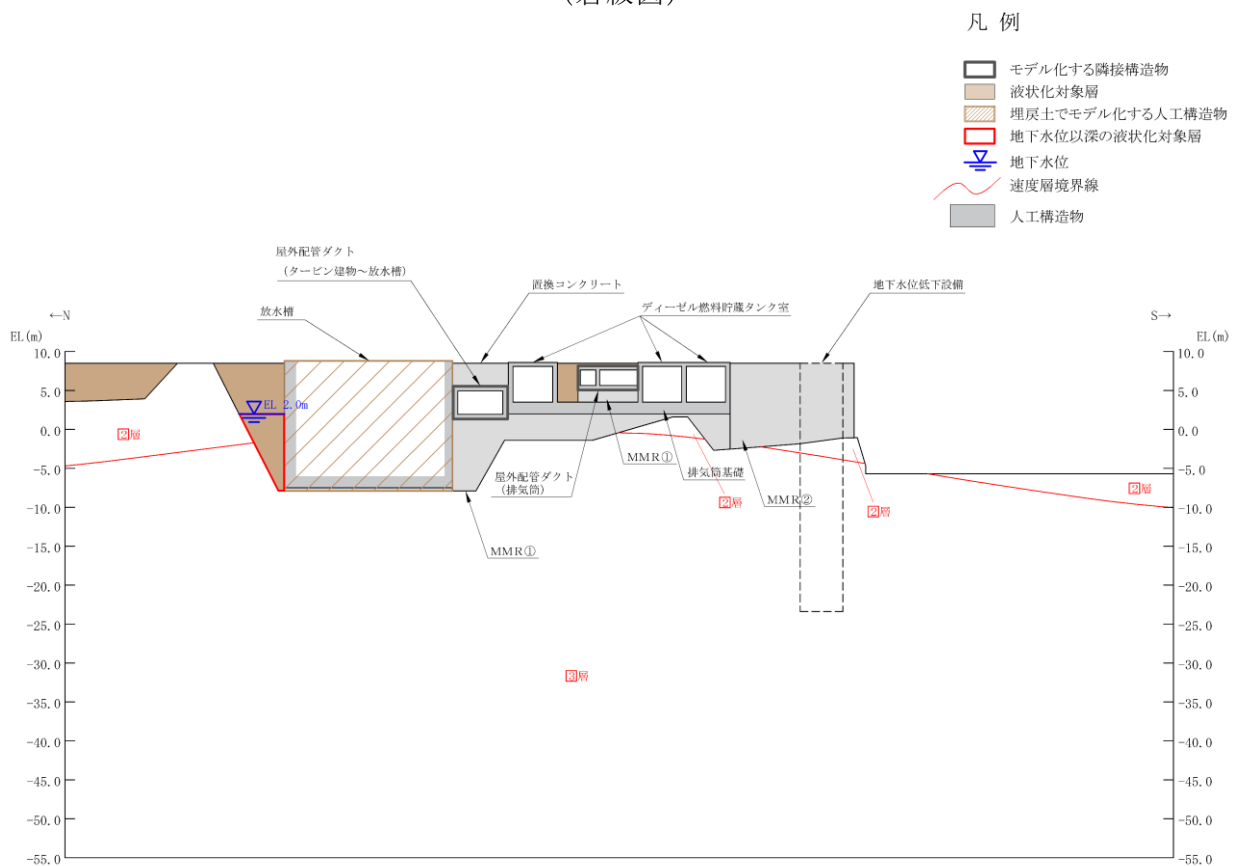 (岩級図)
凡 例
モデル化する隣接構造物
液状化対象層
埋戻土でモデル化する人工構造物
地下水位以深の液状化対象層
地下水位
速度層境界線
人工構造物
屋外配管ダクト
(タービン建物～放水槽)
置換コンクリート
ディーゼル燃料貯蔵タンク室
地下水位低下設備
放水槽
←N
S→
EL(m)
EL(m)
10.0
5.0
0.0
-5.0
-10.0
-15.0
-20.0
-25.0
-30.0
-35.0
-40.0
-45.0
-50.0
-55.0
EL 2.0m
②層
MMR①
排気筒基礎
屋外配管ダクト
(排気筒)
②層
MMR②
②層
②層
MMR①
③層
10.0
5.0
0.0
-5.0
-10.0
-15.0
-20.0
-25.0
-30.0
-35.0
-40.0
-45.0
-50.0
-55.0